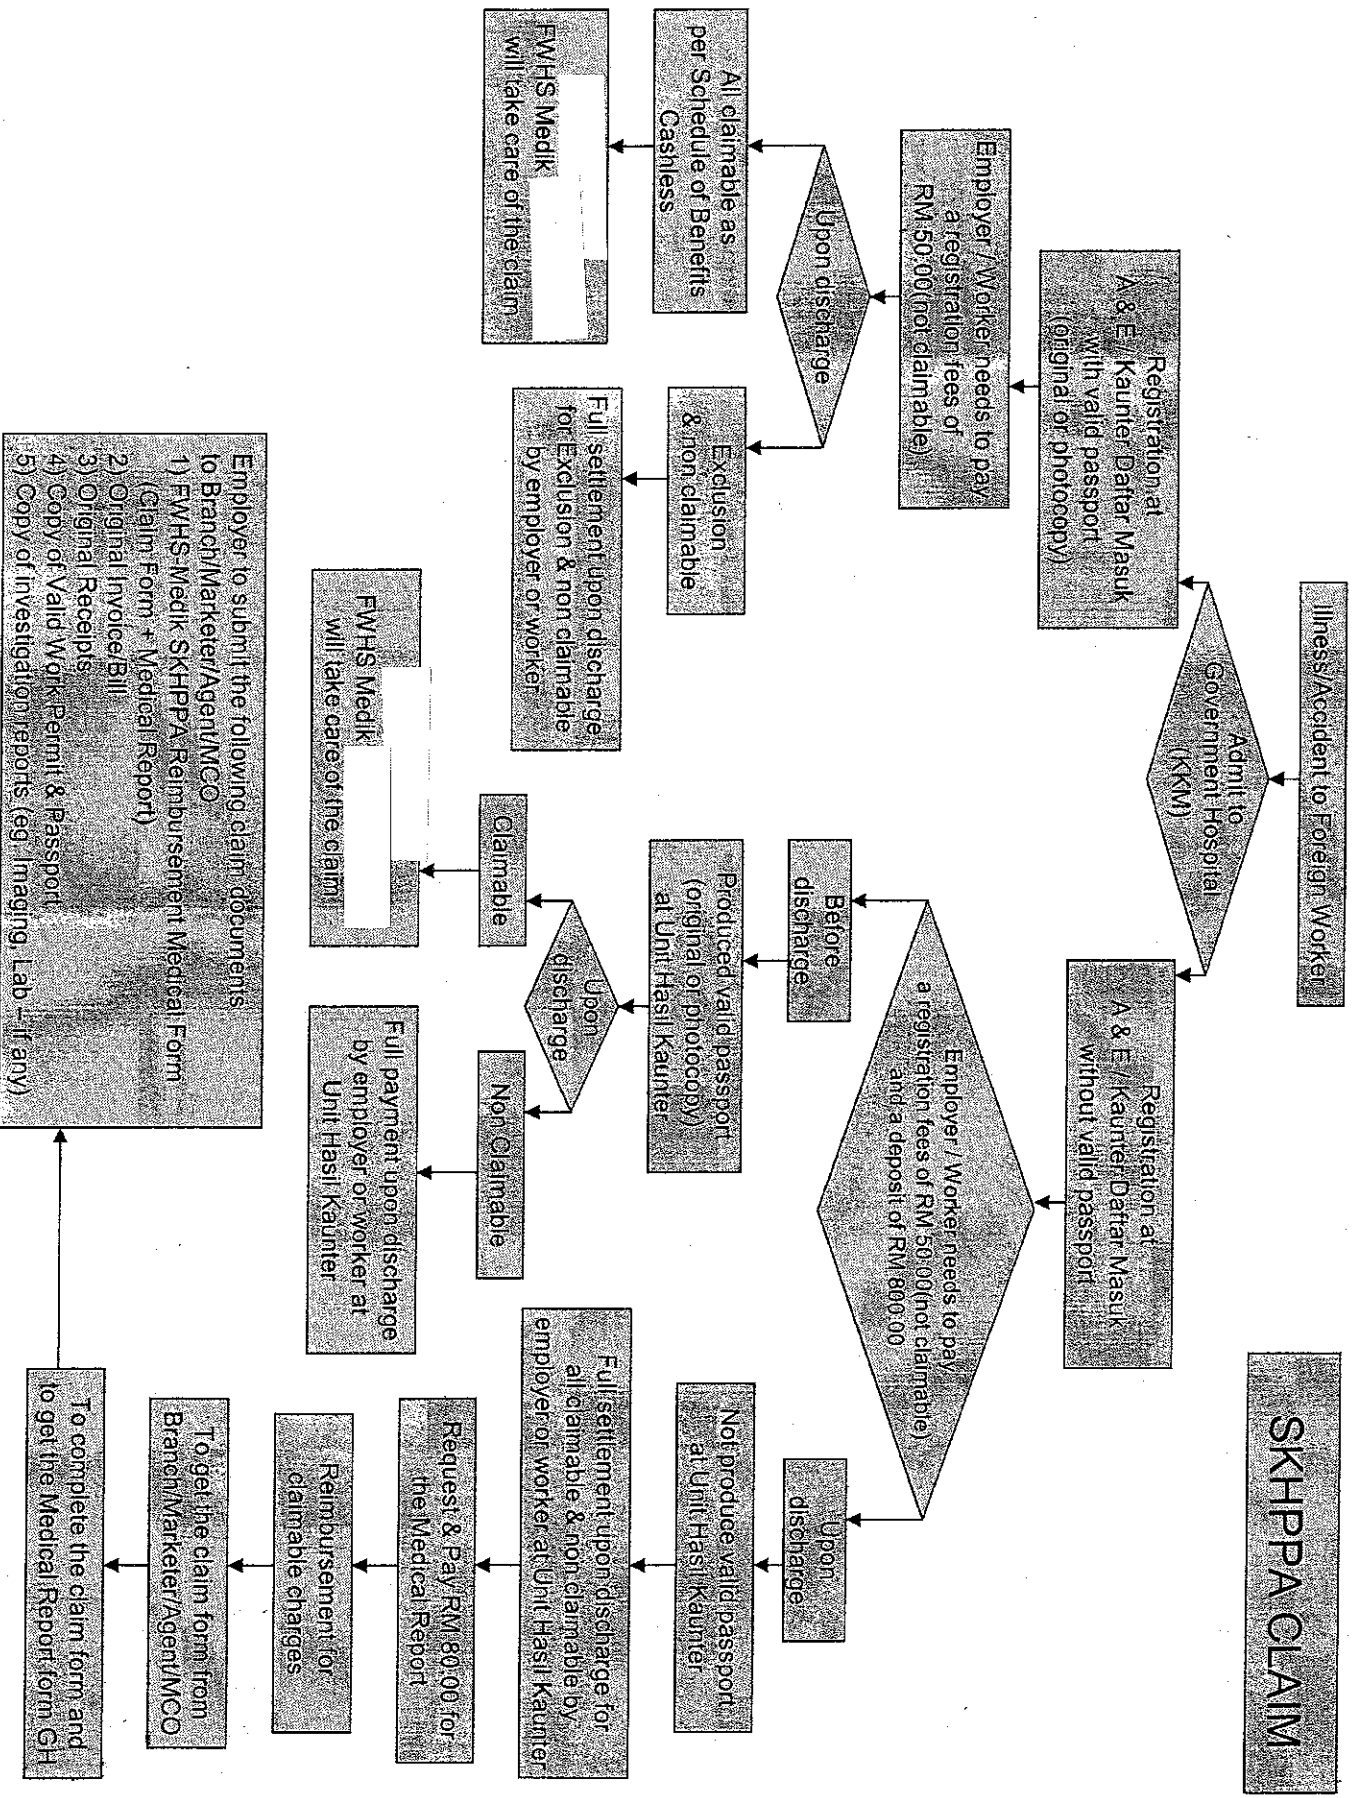 SKHPPA CLAIM
Illness/Accident to Foreign Worker
Admit to
Government Hospital
(KKM)
Registration at
A & E / Kaunter Daftar Masuk
with valid passport
(original or photocopy)
Employer / Worker needs to pay
a registration fees of
RM 50.00(not claimable)
Upon discharge
All claimable as
per Schedule of Benefits
Cashless
FWHS Medik
will take care of the claim
Exclusion
& non claimable
Full settlement upon discharge
for Exclusion & non claimable
by employer or worker
Registration at
A & E / Kaunter Daftar Masuk
without valid passport
Employer / Worker needs to pay
a registration fees of RM 50.00(not claimable)
and a deposit of RM 800.00
Before
discharge
Produced valid passport
(original or photocopy)
at Unit Hasil Kaunter
Upon
discharge
Claimable
FWHS Medik
will take care of the claim
Non Claimable
Full payment upon discharge
by employer or worker at
Unit Hasil Kaunter
Upon
discharge
Not produce valid passport
at Unit Hasil Kaunter
Full settlement upon discharge for
all claimable & non claimable by
employer or worker at Unit Hasil Kaunter
Request & Pay RM 80.00 for
the Medical Report
Reimbursement for
claimable charges
To get the claim form from
Branch/Marketer/Agent/MCO
To complete the claim form and
to get the Medical Report form GH
Employer to submit the following claim documents
to Branch/Marketer/Agent/MCO
1) FWHS-Medik SKHPPA Reimbursement Medical Form
(Claim Form + Medical Report)
2) Original Invoice/Bill
3) Original Receipts
4) Copy of Valid Work Permit & Passport
5) Copy of investigation reports (eg. Imaging, Lab – if any)